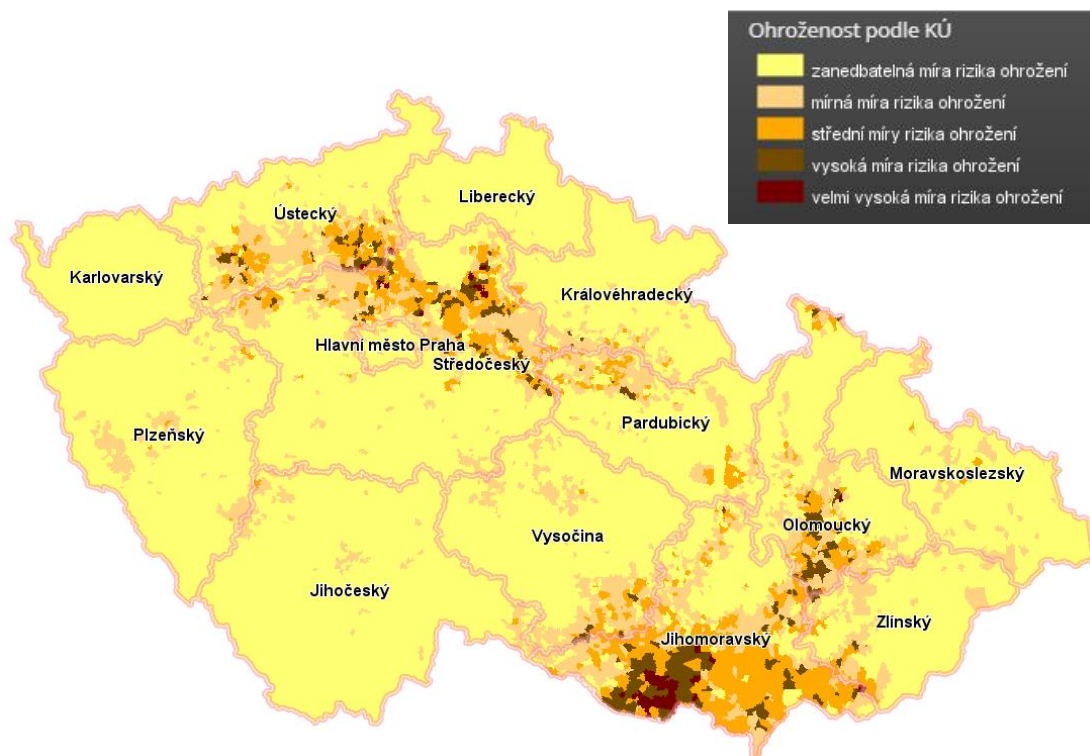 Ohroženost podle KÚ
zanedbatelná míra rizika ohrožení
mírná míra rizika ohrožení
střední míry rizika ohrožení
vysoká míra rizika ohrožení
velmi vysoká míra rizika ohrožení
Liberecký
Ústecký
Karlovarský
Královéhradecký
Hlavní město Praha
Středočeský
Plzeňský
Pardubický
Moravskoslezský
Olomoucký
Vysočina
Jihočeský
Zlínský
Jihomoravský